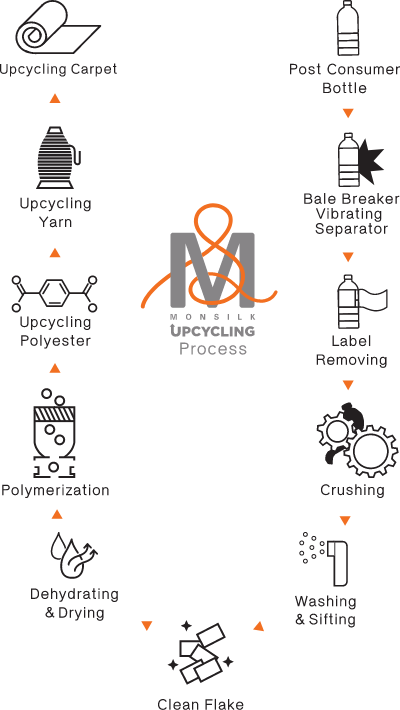 Post Consumer
Bottle
Bale Breaker
Vibrating
Separator
Label
Removing
Crushing
Washing
& Sifting
Clean Flake
Dehydrating
& Drying
Polymerization
Upcycling
Polyester
Upcycling
Yarn
Upcycling Carpet
M
MONSILK
UPCYCLING
Process